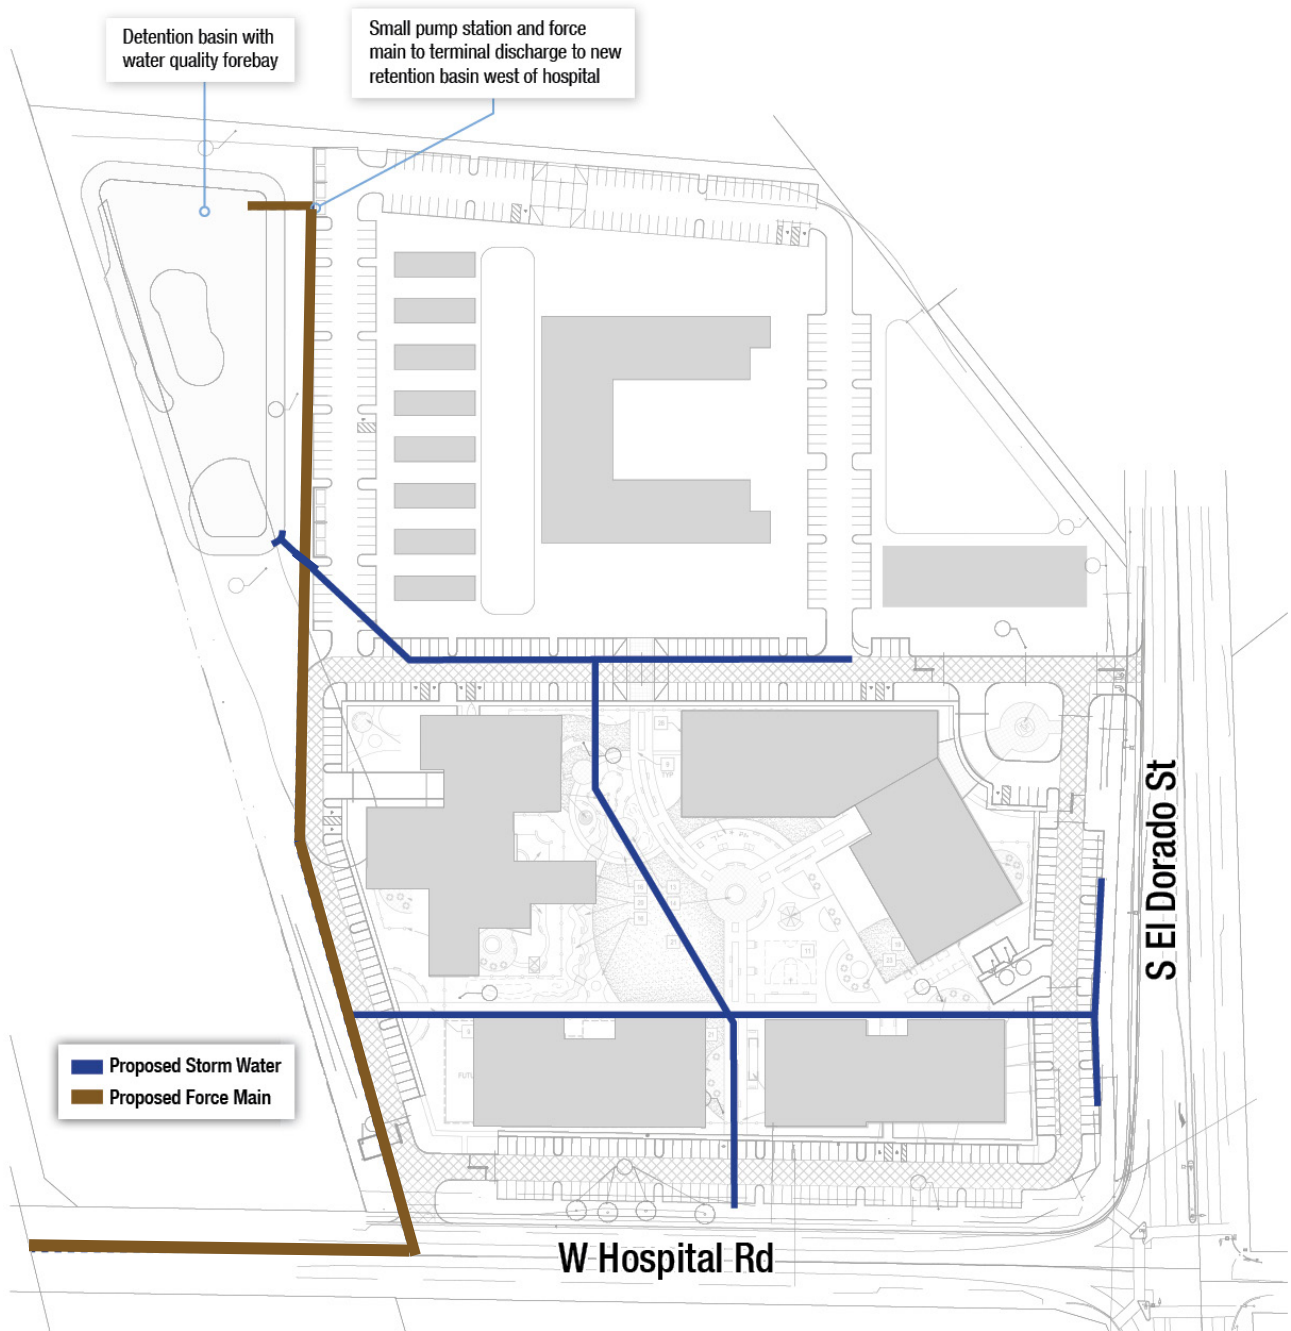 Detention basin with
water quality forebay
Small pump station and force
main to terminal discharge to new
retention basin west of hospital
S El Dorado St
Proposed Storm Water
Proposed Force Main
W Hospital Rd